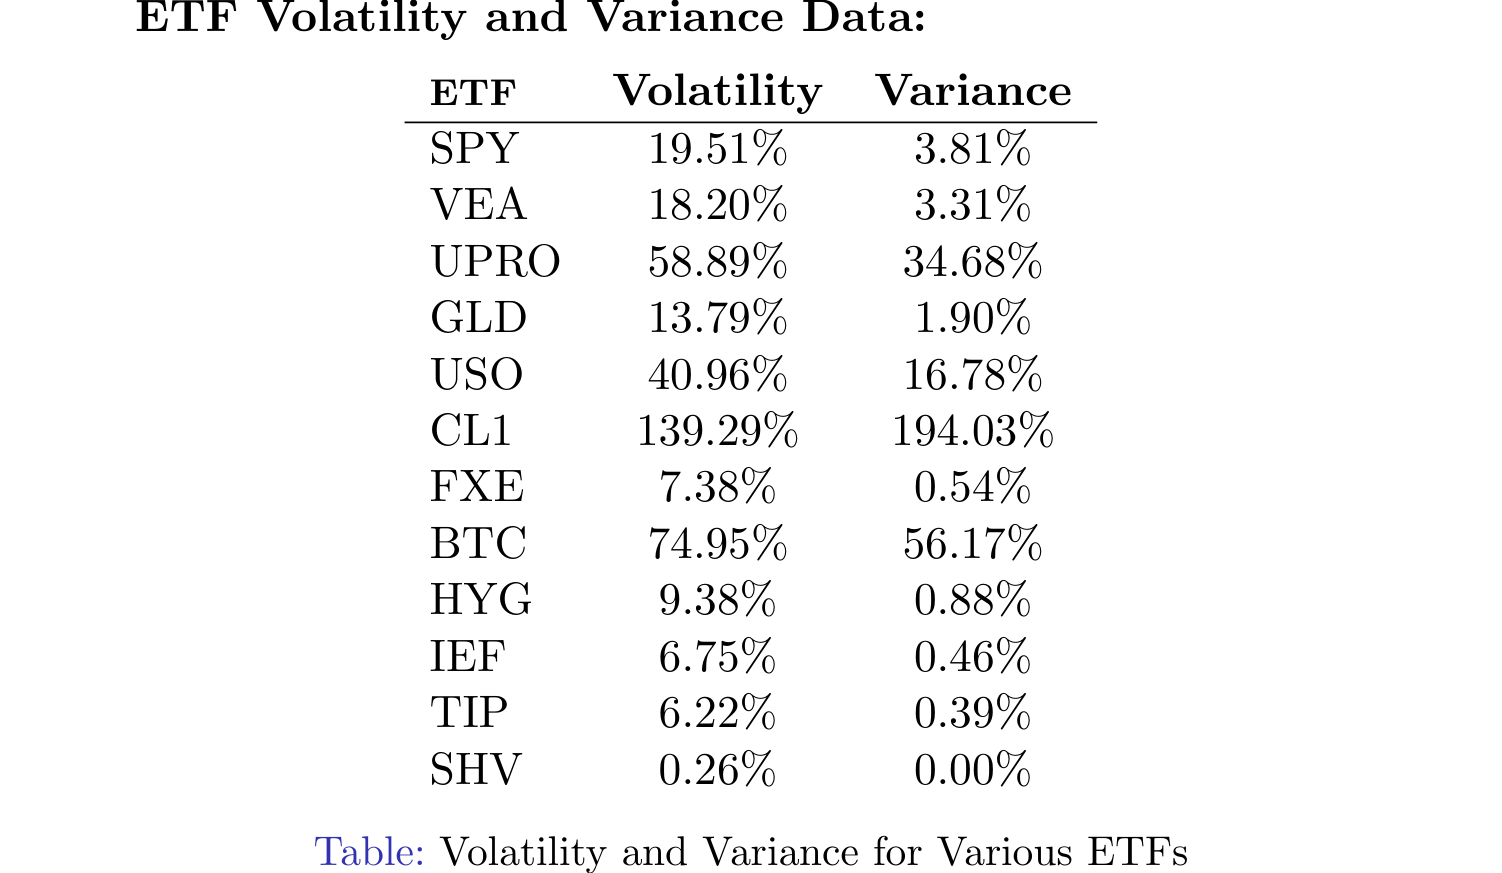 ETF Volatility and Variance Data:
ETF Volatility Variance
SPY 19.51% 3.81%
VEA 18.20% 3.31%
UPRO 58.89% 34.68%
GLD 13.79% 1.90%
USO 40.96% 16.78%
CL1 139.29% 194.03%
FXE 7.38% 0.54%
BTC 74.95% 56.17%
HYG 9.38% 0.88%
IEF 6.75% 0.46%
TIP 6.22% 0.39%
SHV 0.26% 0.00%
Table: Volatility and Variance for Various ETFs